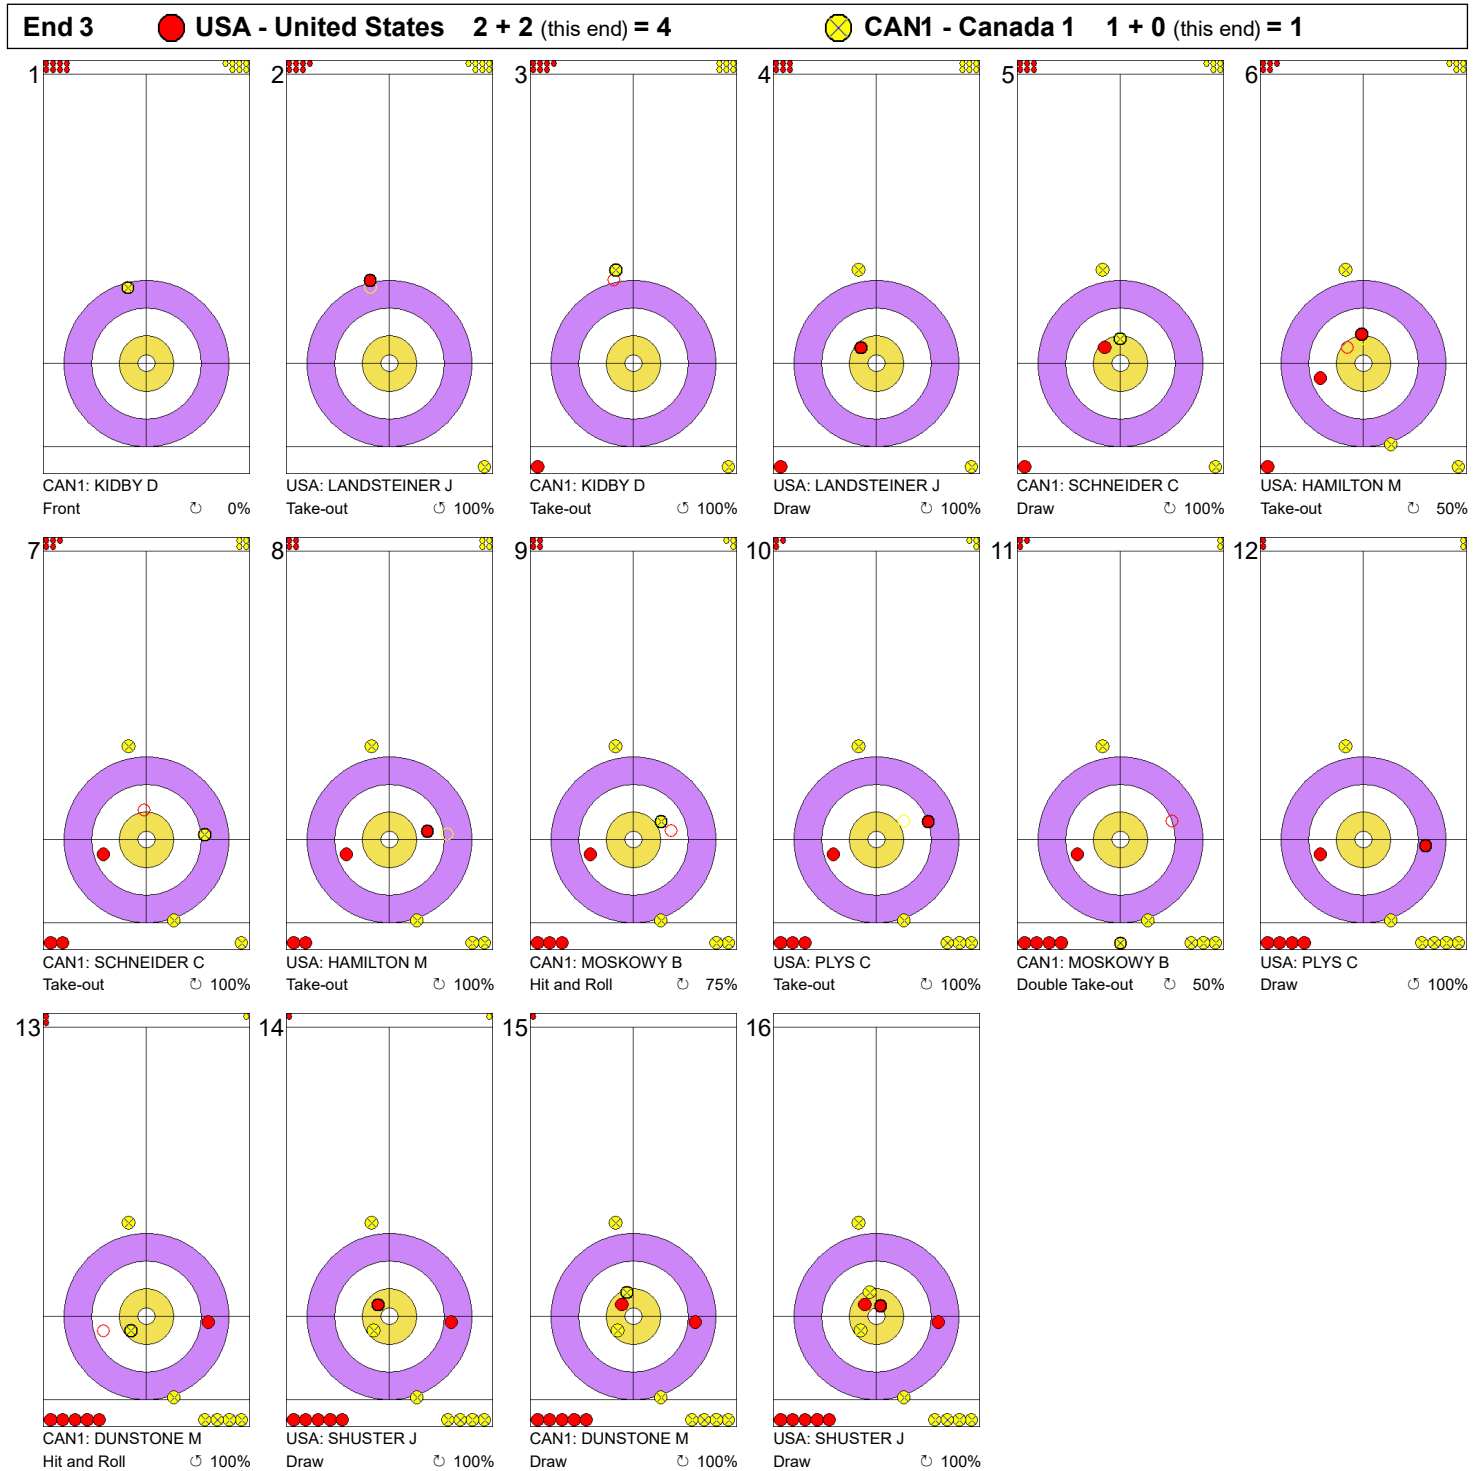 End 3 USA - United States 2 + 2 (this end) = 4 CAN1 - Canada 1 1 + 0 (this end) = 1
1 2 3 4 5 6
CAN1: KIDBY D USA: LANDSTEINER J CAN1: KIDBY D USA: LANDSTEINER J CAN1: SCHNEIDER C USA: HAMILTON M
Front ↻ 0% Take-out ↺ 100% Take-out ↺ 100% Draw ↻ 100% Draw ↻ 100% Take-out ↻ 50%
7 8 9 10 11 12
CAN1: SCHNEIDER C USA: HAMILTON M CAN1: MOSKOWY B USA: PLYS C CAN1: MOSKOWY B USA: PLYS C
Take-out ↻ 100% Take-out ↻ 100% Hit and Roll ↻ 75% Take-out ↻ 100% Double Take-out ↻ 50% Draw ↺ 100%
13 14 15 16
CAN1: DUNSTONE M USA: SHUSTER J CAN1: DUNSTONE M USA: SHUSTER J
Hit and Roll ↺ 100% Draw ↺ 100% Draw ↺ 100% Draw ↺ 100%